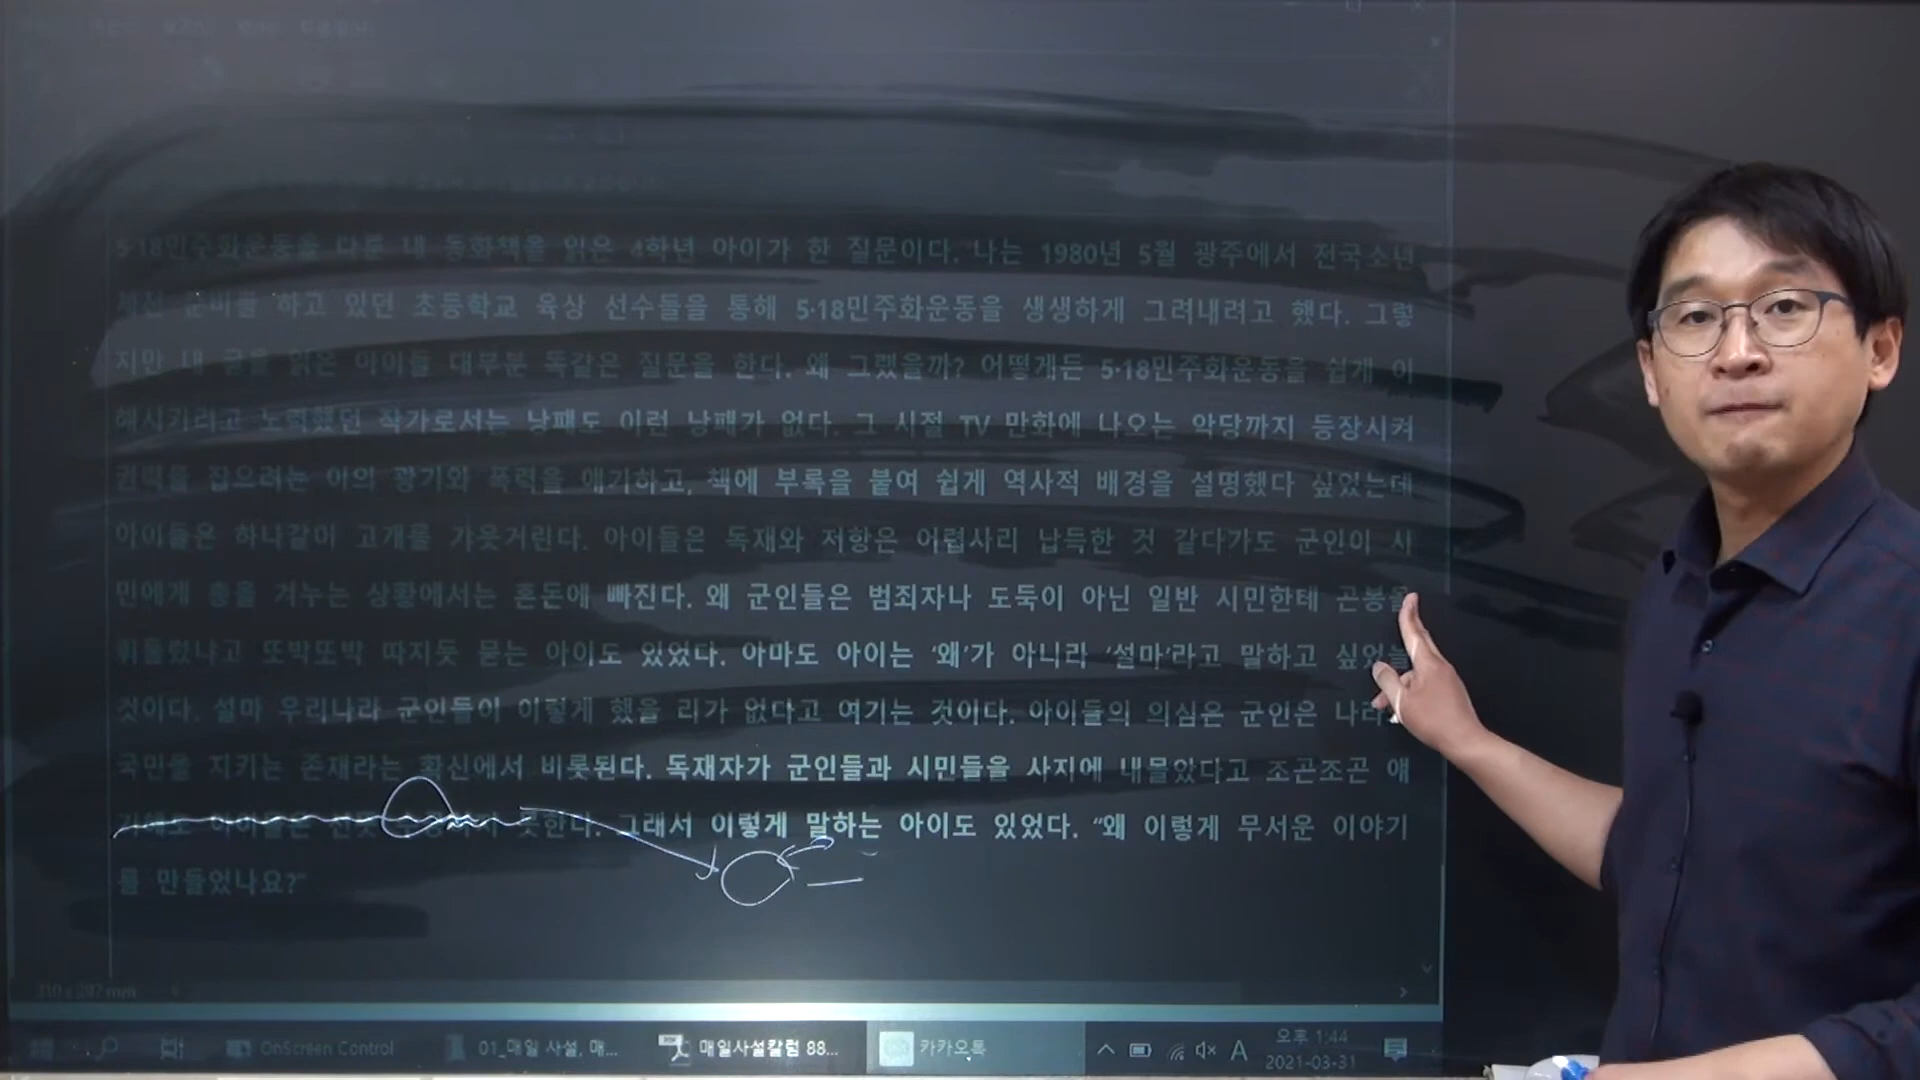 5·18민주화운동을 다룬 내 동화책을 읽은 4학년 아이가 한 질문이다. 나는 1980년 5월 광주에서 전국소년
체전 준비를 하고 있던 초등학교 육상 선수들을 통해 5·18민주화운동을 생생하게 그려내려고 했다. 그렇
지만 내 글을 읽은 아이들 대부분 똑같은 질문을 한다. 왜 그랬을까? 어떻게든 5·18민주화운동을 쉽게 이
해시키려고 노력했던 작가로서는 낭패도 이런 낭패가 없다. 그 시절 TV 만화에 나오는 악당까지 등장시켜
권력을 잡으려는 이의 광기와 폭력을 얘기하고, 책에 부록을 붙여 쉽게 역사적 배경을 설명했다 싶었는데
아이들은 하나같이 고개를 갸웃거린다. 아이들은 독재와 저항은 어렵사리 납득한 것 같다가도 군인이 시
민에게 총을 겨누는 상황에서는 혼돈에 빠진다. 왜 군인들은 범죄자나 도둑이 아닌 일반 시민한테 곤봉을
휘둘렀냐고 또박또박 따지듯 묻는 아이도 있었다. 아마도 아이는 '왜'가 아니라 '설마'라고 말하고 싶었을
것이다. 설마 우리나라 군인들이 이렇게 했을 리가 없다고 여기는 것이다. 아이들의 의심은 군인은
국민을 지키는 존재라는 확신에서 비롯된다. 독재자가 군인들과 시민들을 사지에 내몰았다고 조곤조곤 얘
아이들은 못한다. 그래서 이렇게 말하는 아이도 있었다. "왜 이렇게 무서운 이야기
를 만들었나요?"
OnScreen Control 01_매일 사설, 매... 매일사설칼럼 88... 카카오톡 A 오후 1:44
2021-03-31